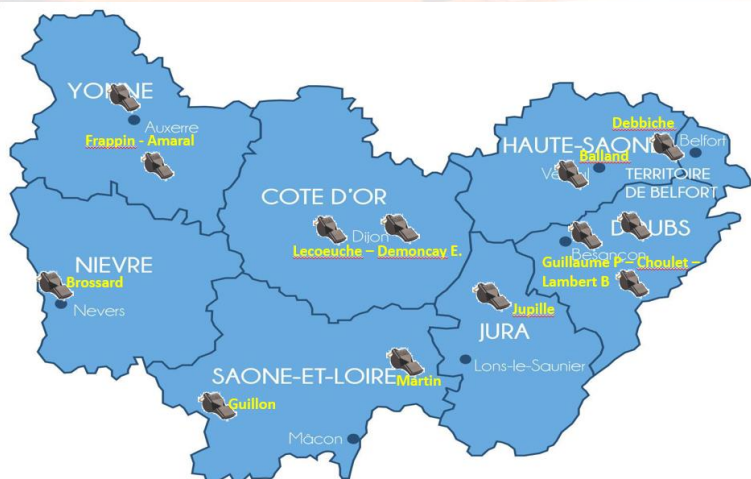 YONNE
Auxerre
Frappin - Amaral
Debbiche
Belfort
HAUTE-SAONE
Balland
Vesoul
TERRITOIRE
DE BELFORT
COTE D'OR
Dijon
Lecoeuche – Demoncay E.
DOUBS
Besançon
Guillaume P – Choulet –
Lambert B
NIEVRE
Brossard
Nevers
Jupille
JURA
Lons-le-Saunier
SAONE-ET-LOIRE
Martin
Guillon
Mâcon